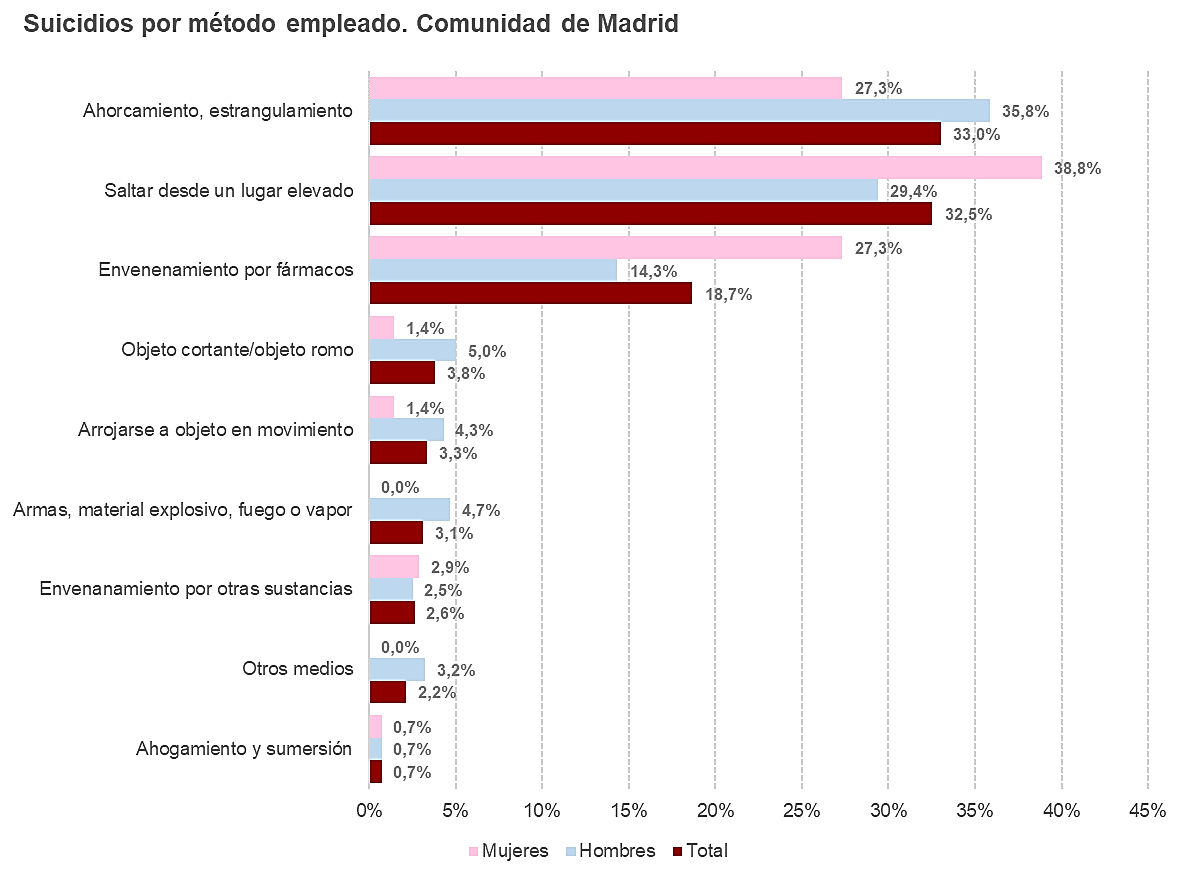 Suicidios por método empleado. Comunidad de Madrid
Ahorcamiento, estrangulamiento
27,3%
35,8%
33,0%
Saltar desde un lugar elevado
38,8%
29,4%
32,5%
Envenenamiento por fármacos
27,3%
14,3%
18,7%
Objeto cortante/objeto romo
1,4%
5,0%
3,8%
Arrojarse a objeto en movimiento
1,4%
4,3%
3,3%
Armas, material explosivo, fuego o vapor
0,0%
4,7%
3,1%
Envenanamiento por otras sustancias
2,9%
2,5%
2,6%
Otros medios
0,0%
3,2%
2,2%
Ahogamiento y sumersión
0,7%
0,7%
0,7%
0% 5% 10% 15% 20% 25% 30% 35% 40% 45%
Mujeres Hombres Total